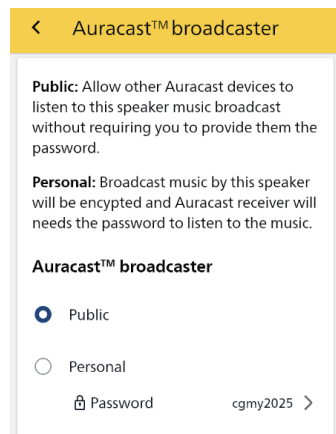 Auracast™ broadcaster
Public: Allow other Auracast devices to
listen to this speaker music broadcast
without requiring you to provide them the
password.
Personal: Broadcast music by this speaker
will be encypted and Auracast receiver will
needs the password to listen to the music.
Auracast™ broadcaster
Public
Personal
Password cgmy2025